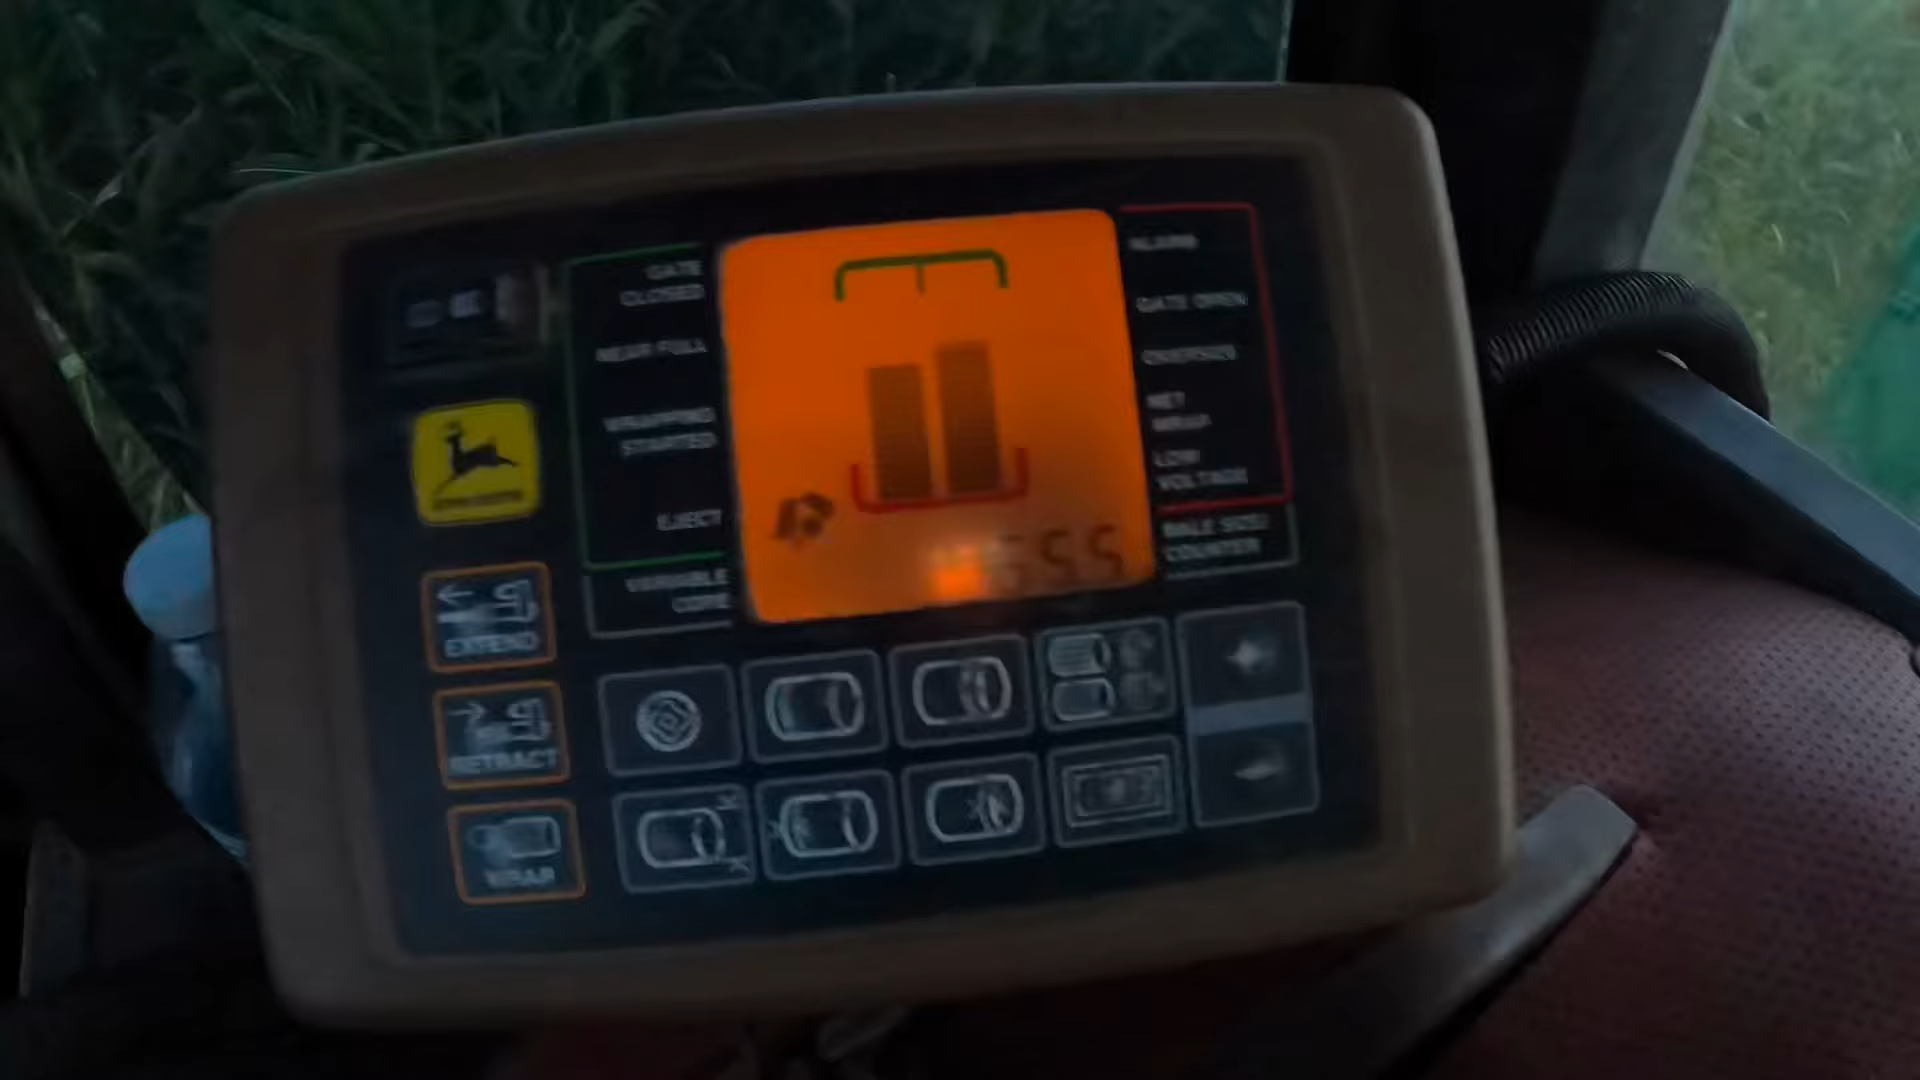 GATE
CLOSED
ALARM
GATE OPEN
NEAR FULL
OVERSIZE
NET
WRAP
WRAPPING
STARTED
LOW
VOLTAGE
EJECT
BALE SIZE/
COUNTER
VARIABLE
CORE
EXTEND
RETRACT
WRAP